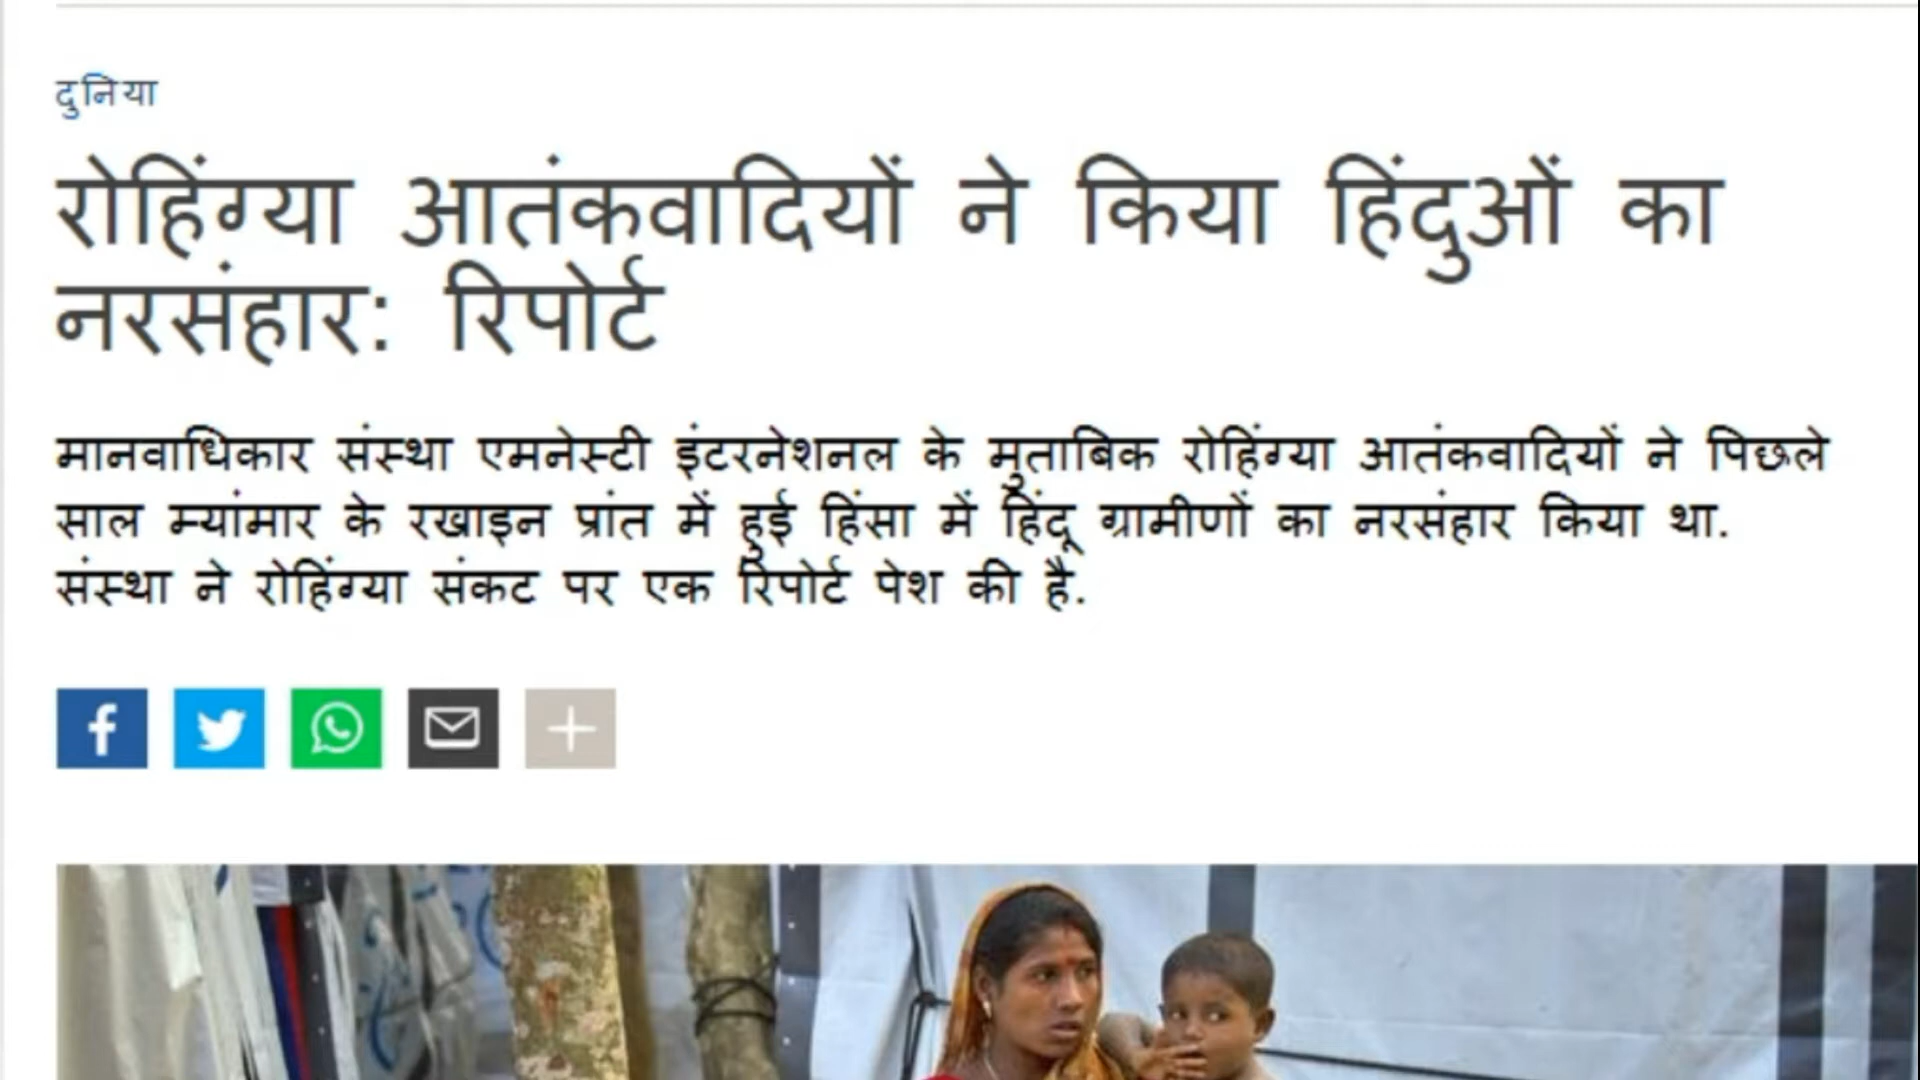 दुनिया
रोहिंग्या आतंकवादियों ने किया हिंदुओं का
नरसंहार: रिपोर्ट
मानवाधिकार संस्था एमनेस्टी इंटरनेशनल के मुताबिक रोहिंग्या आतंकवादियों ने पिछले
साल म्यांमार के रखाइन प्रांत में हुई हिंसा में हिंदू ग्रामीणों का नरसंहार किया था.
संस्था ने रोहिंग्या संकट पर एक रिपोर्ट पेश की है.